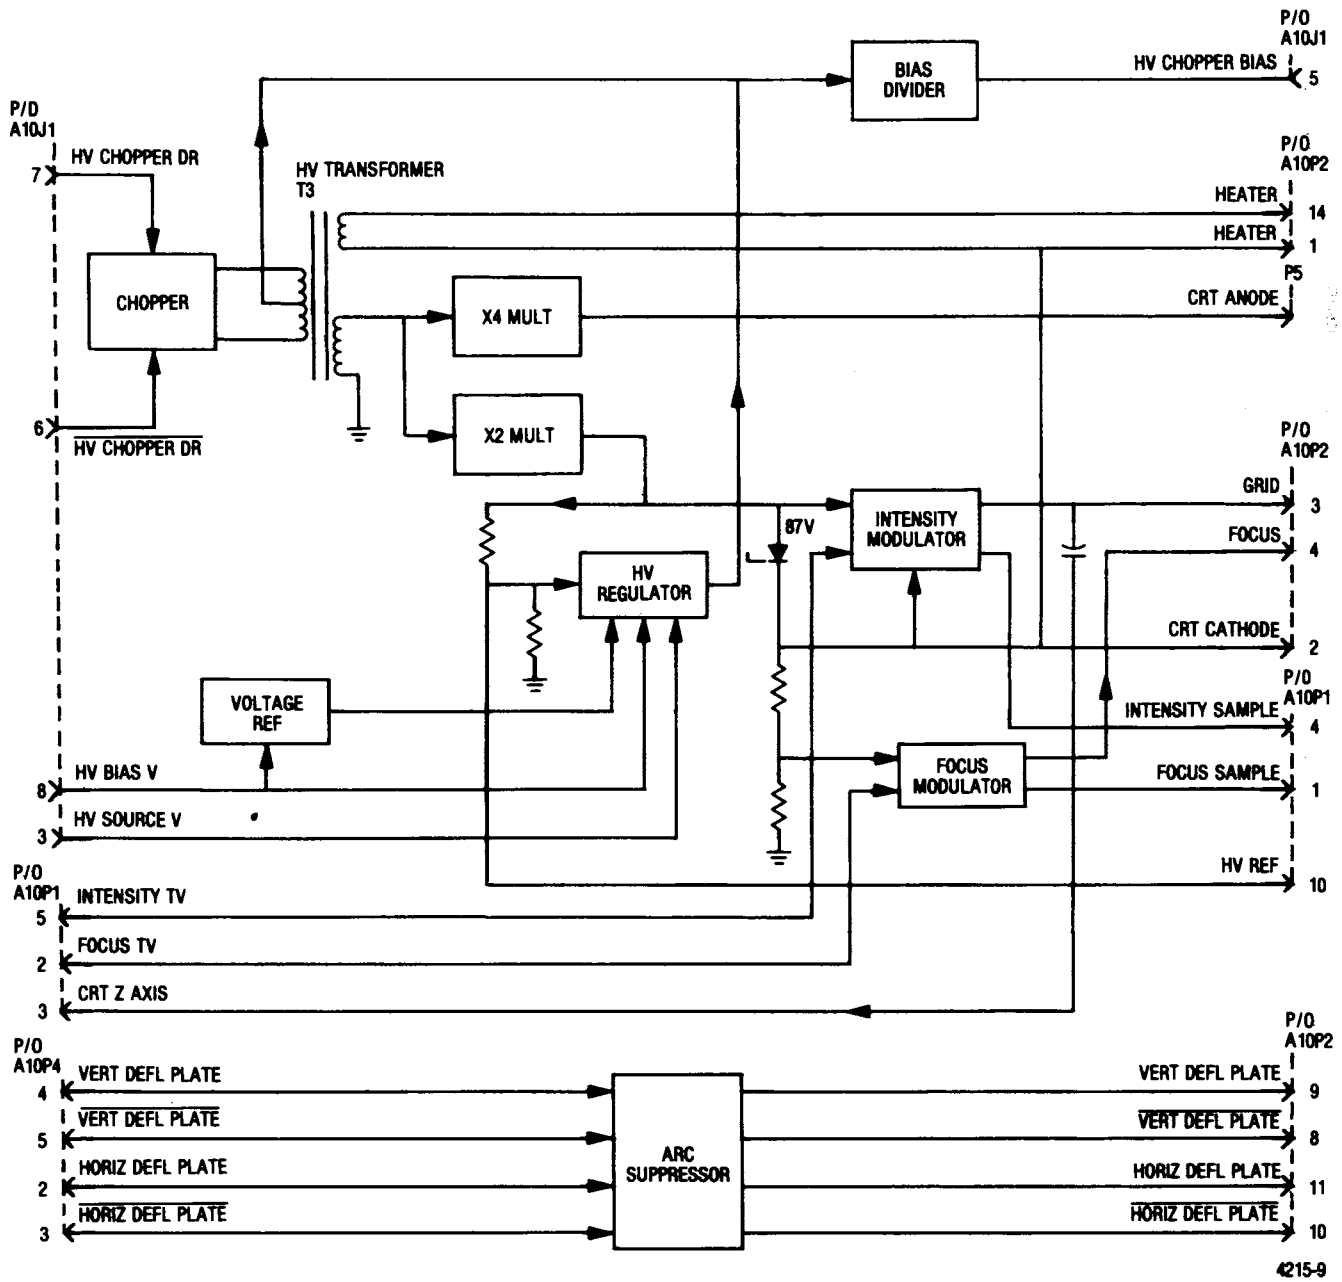 P/O
A10J1
HV CHOPPER BIAS
5
BIAS
DIVIDER
P/D
A10J1
7
HV CHOPPER DR
HV TRANSFORMER
T3
P/O
A10P2
HEATER
14
HEATER
1
P5
CRT ANODE
CHOPPER
X4 MULT
6
HV CHOPPER DR
X2 MULT
P/O
A10P2
GRID
3
FOCUS
4
87V
INTENSITY
MODULATOR
HV
REGULATOR
CRT CATHODE
2
P/O
A10P1
VOLTAGE
REF
INTENSITY SAMPLE
4
FOCUS
MODULATOR
FOCUS SAMPLE
1
8
HV BIAS V
3
HV SOURCE V
HV REF
10
P/O
A10P1
5
INTENSITY TV
2
FOCUS TV
3
CRT Z AXIS
P/O
A10P4
P/O
A10P2
4
VERT DEFL PLATE
VERT DEFL PLATE
9
5
VERT DEFL PLATE
VERT DEFL PLATE
8
ARC
SUPPRESSOR
2
HORIZ DEFL PLATE
HORIZ DEFL PLATE
11
3
HORIZ DEFL PLATE
HORIZ DEFL PLATE
10
4215-9